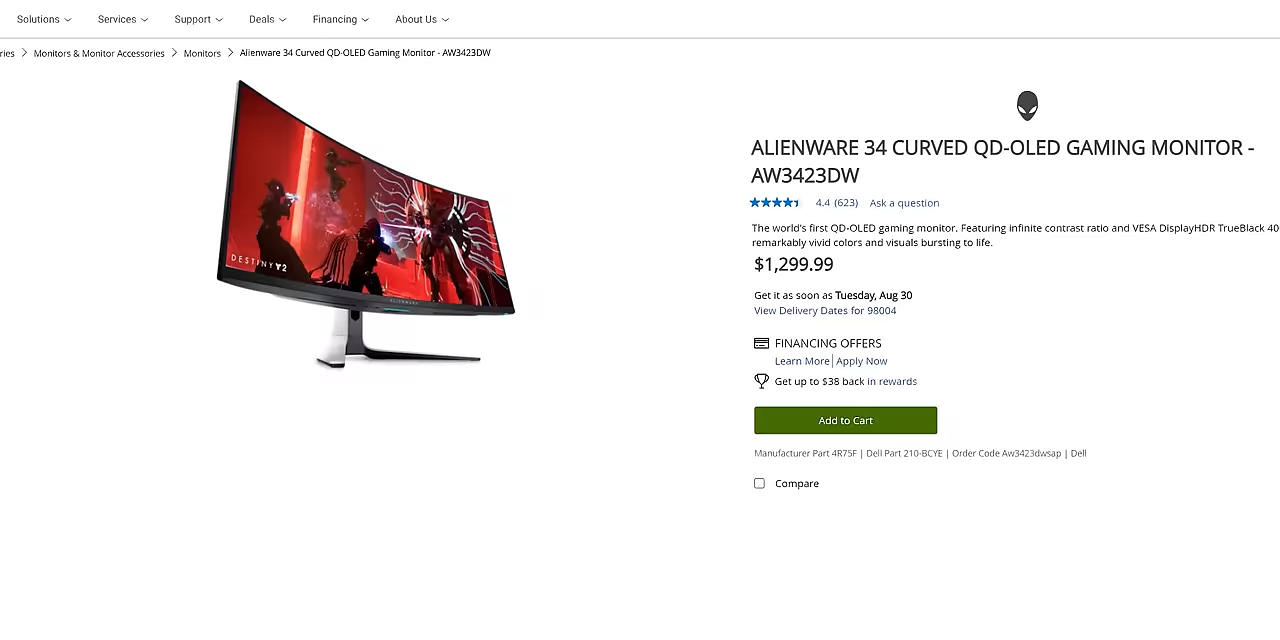 Solutions Services Support Deals Financing About Us
ries > Monitors & Monitor Accessories > Monitors > Alienware 34 Curved QD-OLED Gaming Monitor - AW3423DW
DESTINY 2
ALIENWARE
ALIENWARE 34 CURVED QD-OLED GAMING MONITOR -
AW3423DW
4.4 (623) Ask a question
The world's first QD-OLED gaming monitor. Featuring infinite contrast ratio and VESA DisplayHDR TrueBlack 40
remarkably vivid colors and visuals bursting to life.
$1,299.99
Get it as soon as Tuesday, Aug 30
View Delivery Dates for 98004
FINANCING OFFERS
Learn More | Apply Now
Get up to $38 back in rewards
Add to Cart
Manufacturer Part 4R75F | Dell Part 210-BCYE | Order Code Aw3423dwsap | Dell
Compare